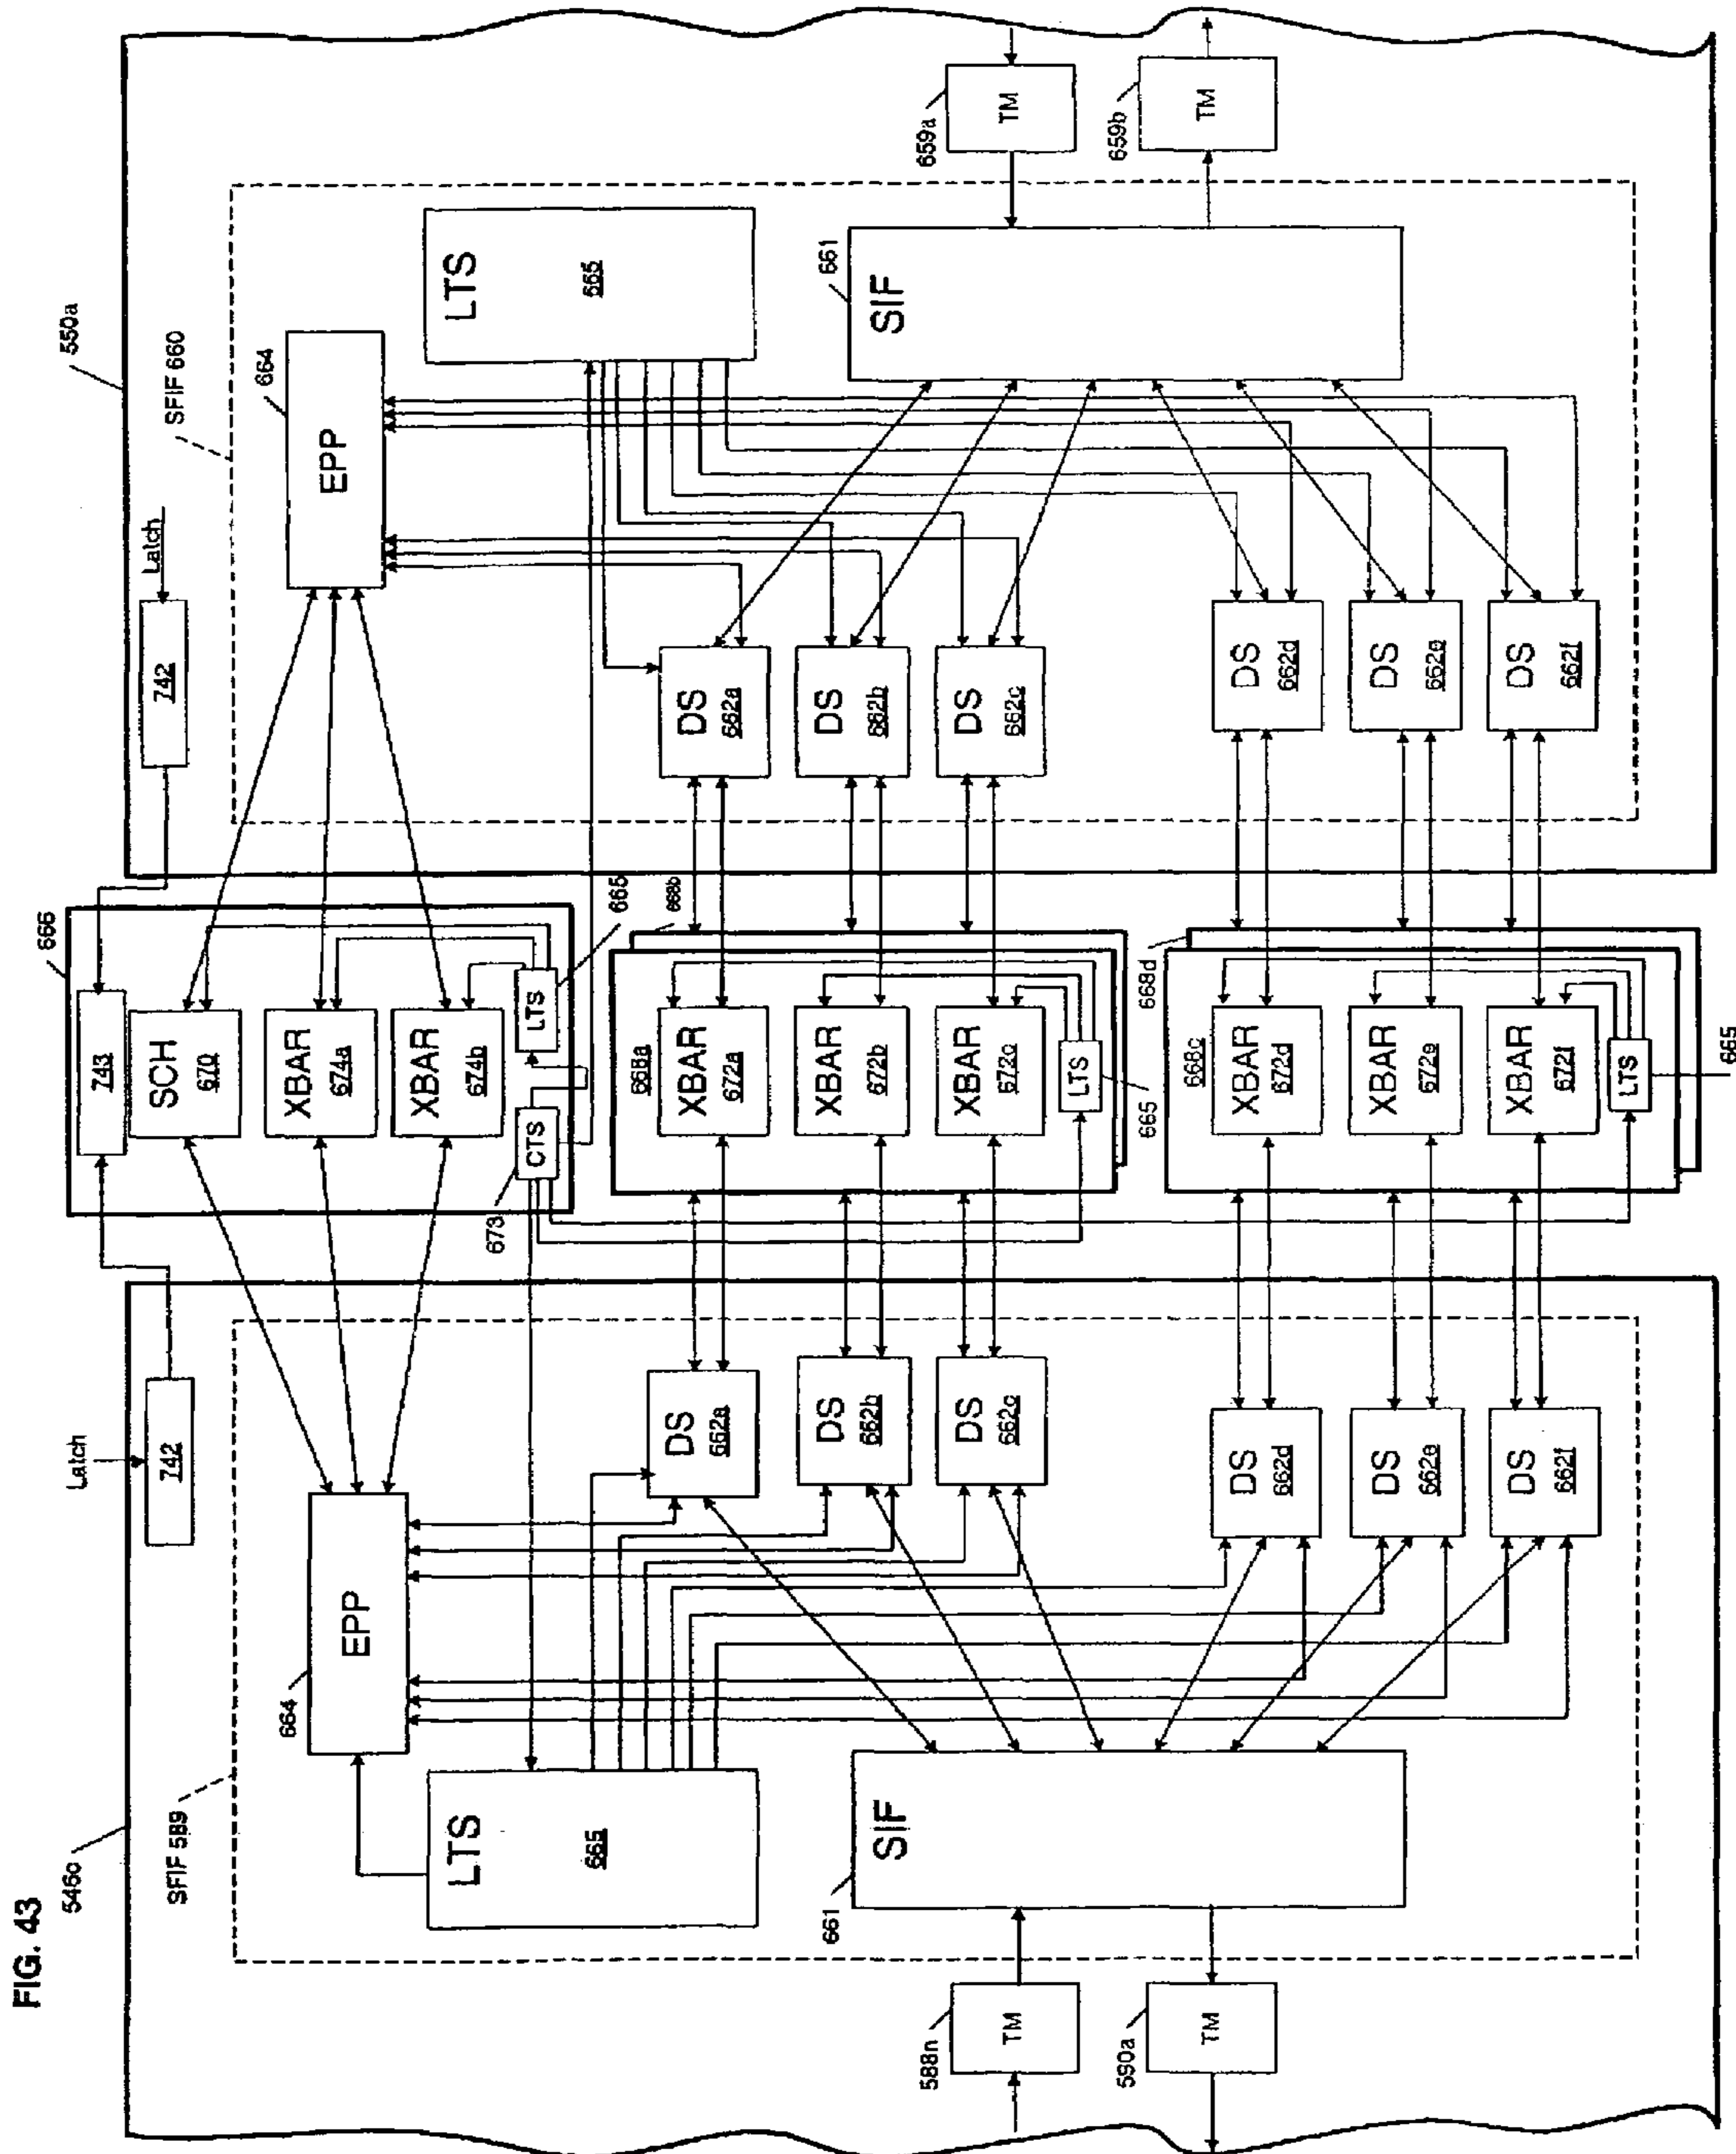 FIG. 43
546c
SFIF 589
664
EPP
LTS
665
661
SIF
588n
TM
590a
TM
Latch
742
DS
662a
DS
662b
DS
662c
DS
662d
DS
662e
DS
662f
666
743
SCH
670
XBAR
674a
XBAR
674b
CTS
673
LTS
665
668a
668b
XBAR
672a
XBAR
672b
XBAR
672c
LTS
665
668c
668d
XBAR
672d
XBAR
672e
XBAR
672f
LTS
665
550a
SFIF 660
Latch
742
664
EPP
LTS
665
661
SIF
659a
TM
659b
TM
DS
662a
DS
662b
DS
662c
DS
662d
DS
662e
DS
662f